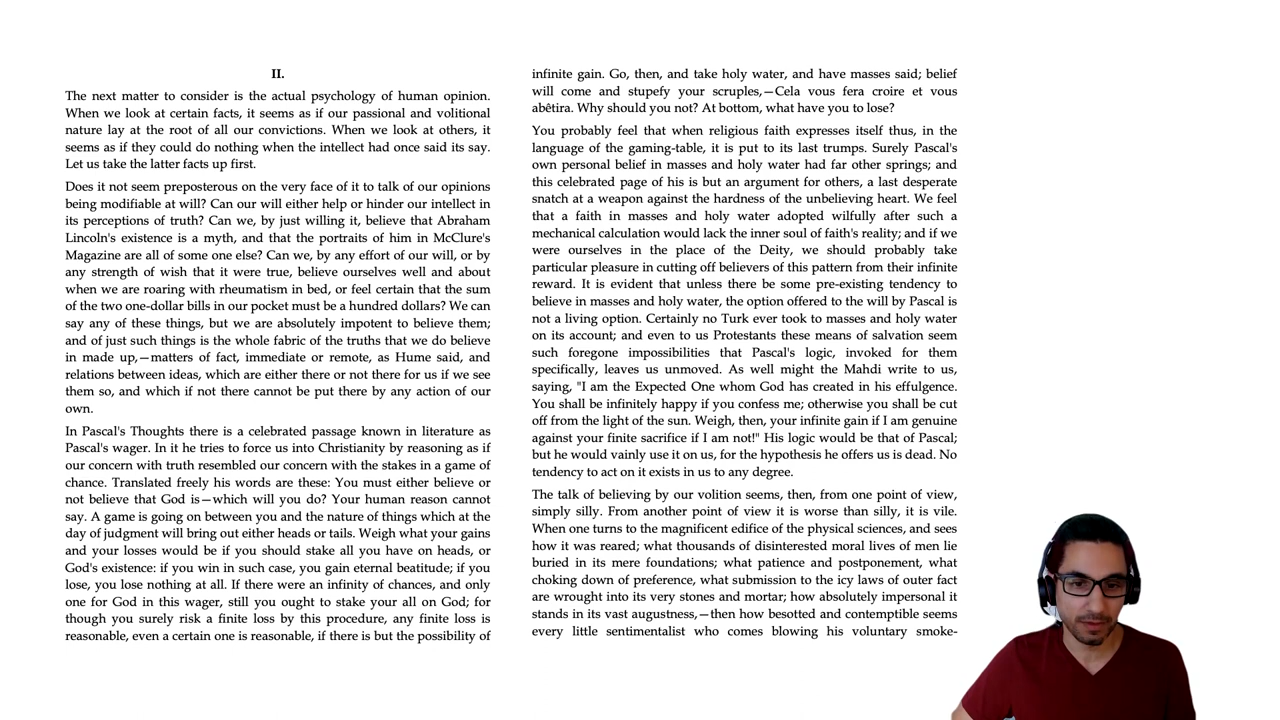 II.
The next matter to consider is the actual psychology of human opinion.
When we look at certain facts, it seems as if our passional and volitional
nature lay at the root of all our convictions. When we look at others, it
seems as if they could do nothing when the intellect had once said its say.
Let us take the latter facts up first.
Does it not seem preposterous on the very face of it to talk of our opinions
being modifiable at will? Can our will either help or hinder our intellect in
its perceptions of truth? Can we, by just willing it, believe that Abraham
Lincoln's existence is a myth, and that the portraits of him in McClure's
Magazine are all of some one else? Can we, by any effort of our will, or by
any strength of wish that it were true, believe ourselves well and about
when we are roaring with rheumatism in bed, or feel certain that the sum
of the two one-dollar bills in our pocket must be a hundred dollars? We can
say any of these things, but we are absolutely impotent to believe them;
and of just such things is the whole fabric of the truths that we do believe
in made up,—matters of fact, immediate or remote, as Hume said, and
relations between ideas, which are either there or not there for us if we see
them so, and which if not there cannot be put there by any action of our
own.
In Pascal's Thoughts there is a celebrated passage known in literature as
Pascal's wager. In it he tries to force us into Christianity by reasoning as if
our concern with truth resembled our concern with the stakes in a game of
chance. Translated freely his words are these: You must either believe or
not believe that God is—which will you do? Your human reason cannot
say. A game is going on between you and the nature of things which at the
day of judgment will bring out either heads or tails. Weigh what your gains
and your losses would be if you should stake all you have on heads, or
God's existence: if you win in such case, you gain eternal beatitude; if you
lose, you lose nothing at all. If there were an infinity of chances, and only
one for God in this wager, still you ought to stake your all on God; for
though you surely risk a finite loss by this procedure, any finite loss is
reasonable, even a certain one is reasonable, if there is but the possibility of
infinite gain. Go, then, and take holy water, and have masses said; belief
will come and stupefy your scruples,—Cela vous fera croire et vous
abêtira. Why should you not? At bottom, what have you to lose?
You probably feel that when religious faith expresses itself thus, in the
language of the gaming-table, it is put to its last trumps. Surely Pascal's
own personal belief in masses and holy water had far other springs; and
this celebrated page of his is but an argument for others, a last desperate
snatch at a weapon against the hardness of the unbelieving heart. We feel
that a faith in masses and holy water adopted wilfully after such a
mechanical calculation would lack the inner soul of faith's reality; and if we
were ourselves in the place of the Deity, we should probably take
particular pleasure in cutting off believers of this pattern from their infinite
reward. It is evident that unless there be some pre-existing tendency to
believe in masses and holy water, the option offered to the will by Pascal is
not a living option. Certainly no Turk ever took to masses and holy water
on its account; and even to us Protestants these means of salvation seem
such foregone impossibilities that Pascal's logic, invoked for them
specifically, leaves us unmoved. As well might the Mahdi write to us,
saying, "I am the Expected One whom God has created in his effulgence.
You shall be infinitely happy if you confess me; otherwise you shall be cut
off from the light of the sun. Weigh, then, your infinite gain if I am genuine
against your finite sacrifice if I am not!" His logic would be that of Pascal;
but he would vainly use it on us, for the hypothesis he offers us is dead. No
tendency to act on it exists in us to any degree.
The talk of believing by our volition seems, then, from one point of view,
simply silly. From another point of view it is worse than silly, it is vile.
When one turns to the magnificent edifice of the physical sciences, and sees
how it was reared; what thousands of disinterested moral lives of men lie
buried in its mere foundations; what patience and postponement, what
choking down of preference, what submission to the icy laws of outer fact
are wrought into its very stones and mortar; how absolutely impersonal it
stands in its vast augustness,—then how besotted and contemptible seems
every little sentimentalist who comes blowing his voluntary smoke-